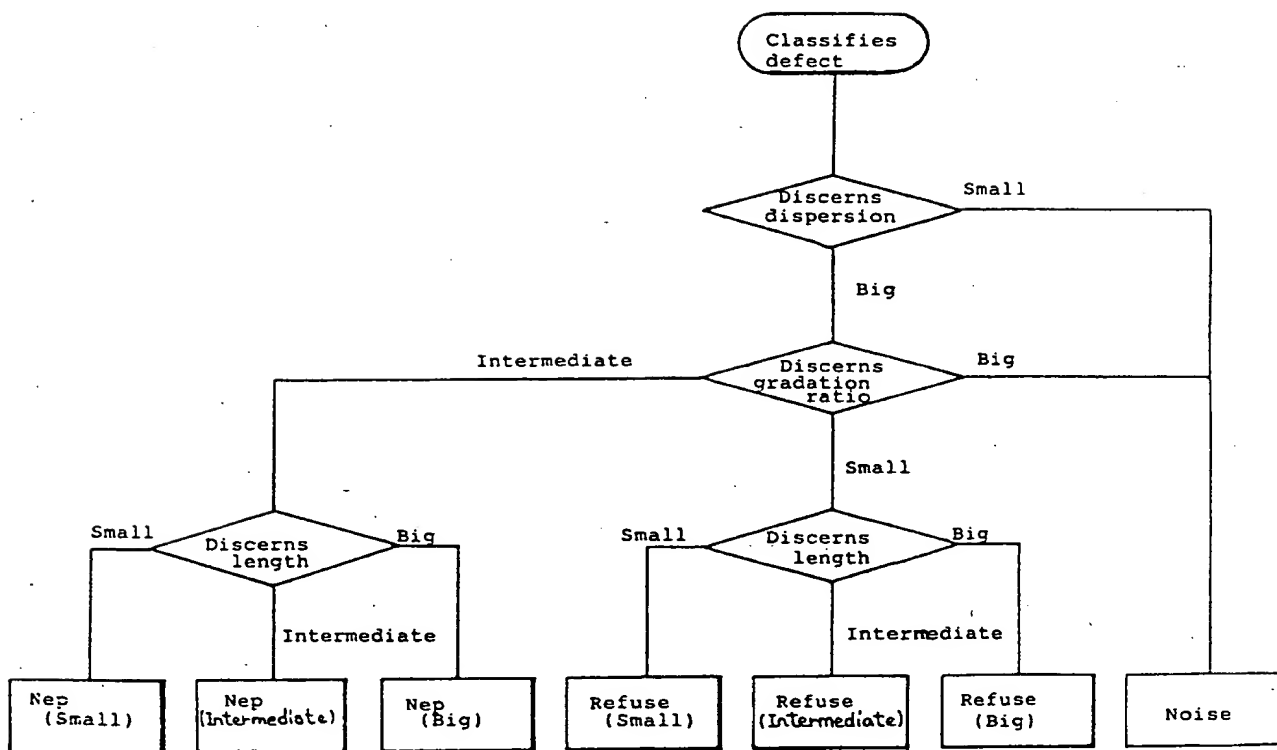 Classifies
defect
Small
Discerns
dispersion
Big
Intermediate
Discerns
gradation
ratio
Big
Small
Small
Discerns
length
Big
Intermediate
Small
Discerns
length
Big
Intermediate
Nep
(Small)
Nep
(Intermediate)
Nep
(Big)
Refuse
(Small)
Refuse
(Intermediate)
Refuse
(Big)
Noise